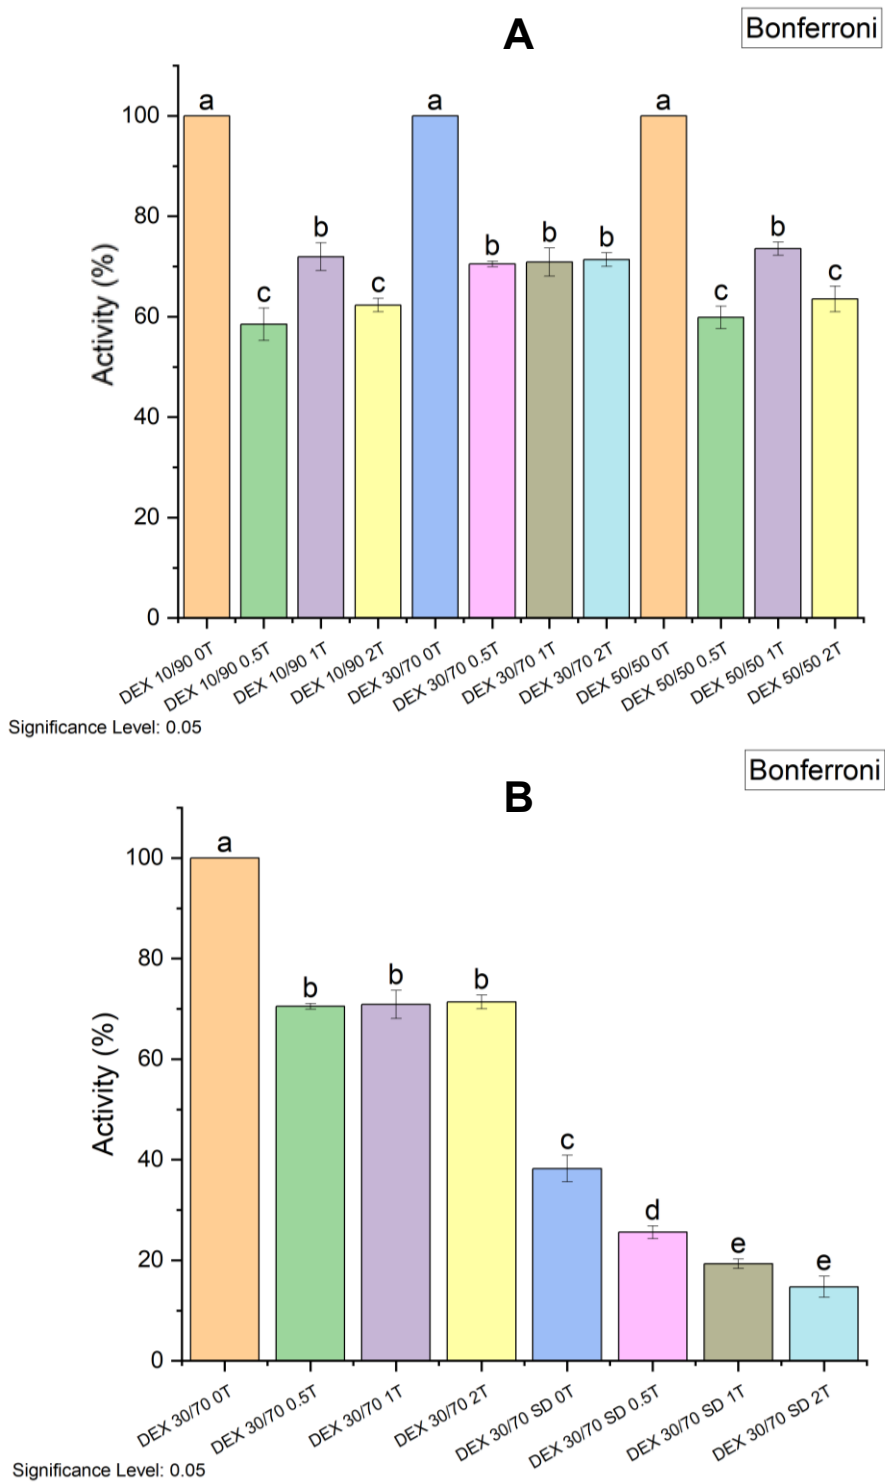 A
Bonferroni
a
a
a
b
b
b
b
b
c
c
c
c
100
80
60
40
20
0
Activity (%)
DEX 10/90 0T
DEX 10/90 0.5T
DEX 10/90 1T
DEX 10/90 2T
DEX 30/70 0T
DEX 30/70 0.5T
DEX 30/70 1T
DEX 30/70 2T
DEX 50/50 0T
DEX 50/50 0.5T
DEX 50/50 1T
DEX 50/50 2T
Significance Level: 0.05
B
Bonferroni
a
b
b
b
c
d
e
e
100
80
60
40
20
0
Activity (%)
DEX 30/70 0T
DEX 30/70 0.5T
DEX 30/70 1T
DEX 30/70 2T
DEX 30/70 SD 0T
DEX 30/70 SD 0.5T
DEX 30/70 SD 1T
DEX 30/70 SD 2T
Significance Level: 0.05